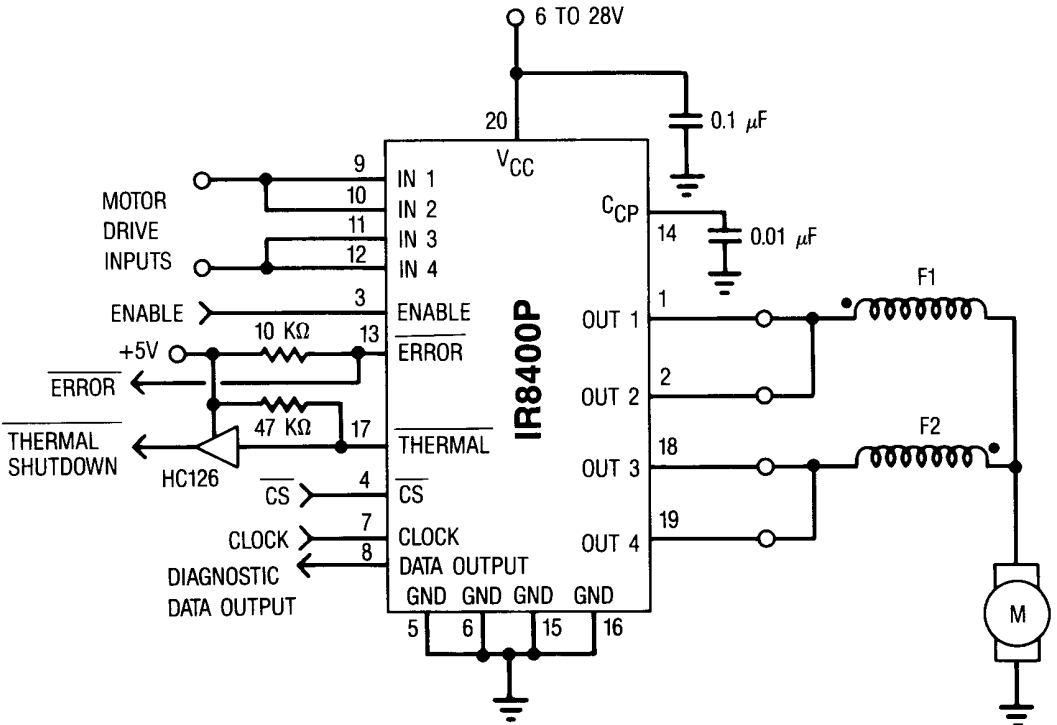 6 TO 28V
20
0.1 µF
V_CC
9
IN 1
MOTOR
DRIVE
INPUTS
10
IN 2
11
IN 3
12
IN 4
C_CP
14
0.01 µF
ENABLE
3
ENABLE
10 KΩ
+5V
13
ERROR
ERROR
47 KΩ
17
THERMAL
THERMAL
SHUTDOWN
HC126
CS
4
CS
CLOCK
7
CLOCK
8
DATA OUTPUT
DIAGNOSTIC
DATA OUTPUT
IR8400P
1
OUT 1
F1
2
OUT 2
18
OUT 3
F2
19
OUT 4
GND GND GND GND
5 6 15 16
M